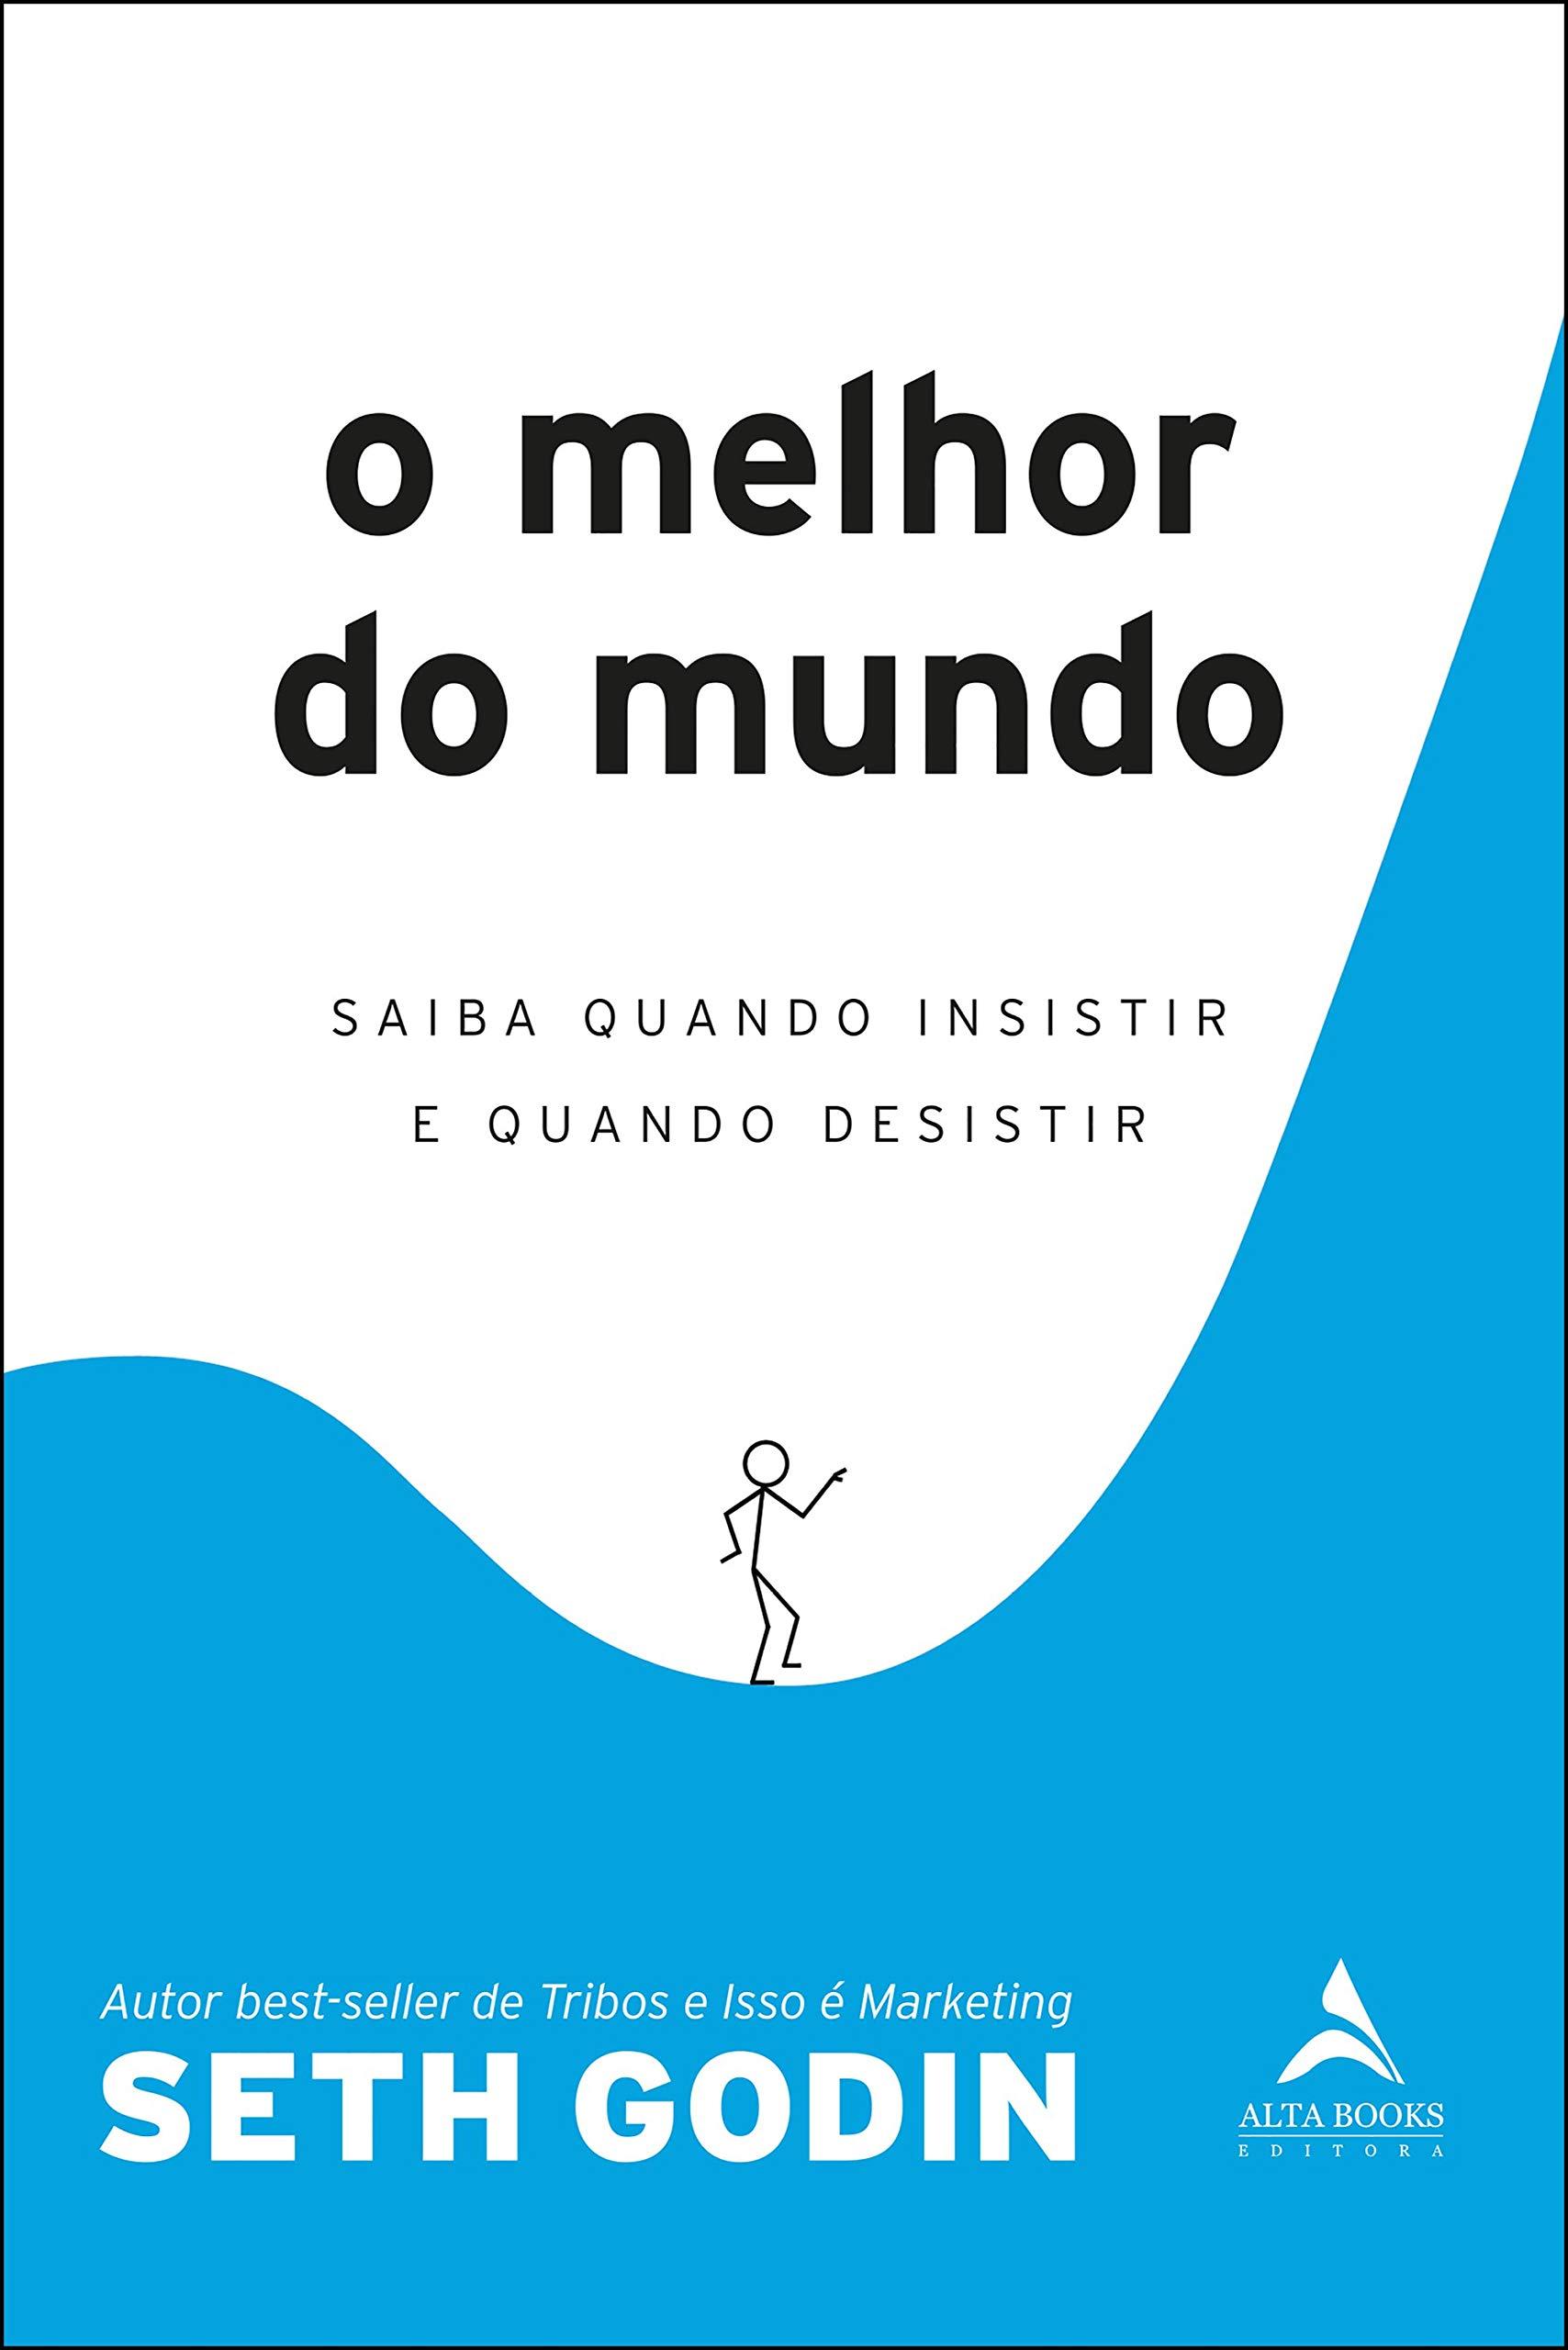 o melhor
do mundo
SAIBA QUANDO INSISTIR
E QUANDO DESISTIR
Autor best-seller de Tribos e Isso é Marketing
SETH GODIN
ALTA BOOKS
EDITORA